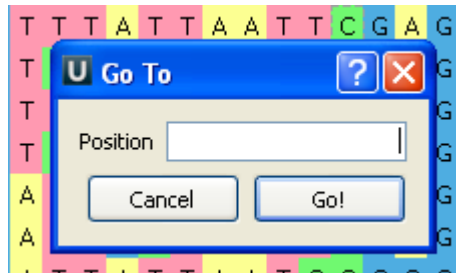 T T T A T T A A T T C G A G
T G
U Go To ?
T G
T Position G
A Cancel Go! G
A G